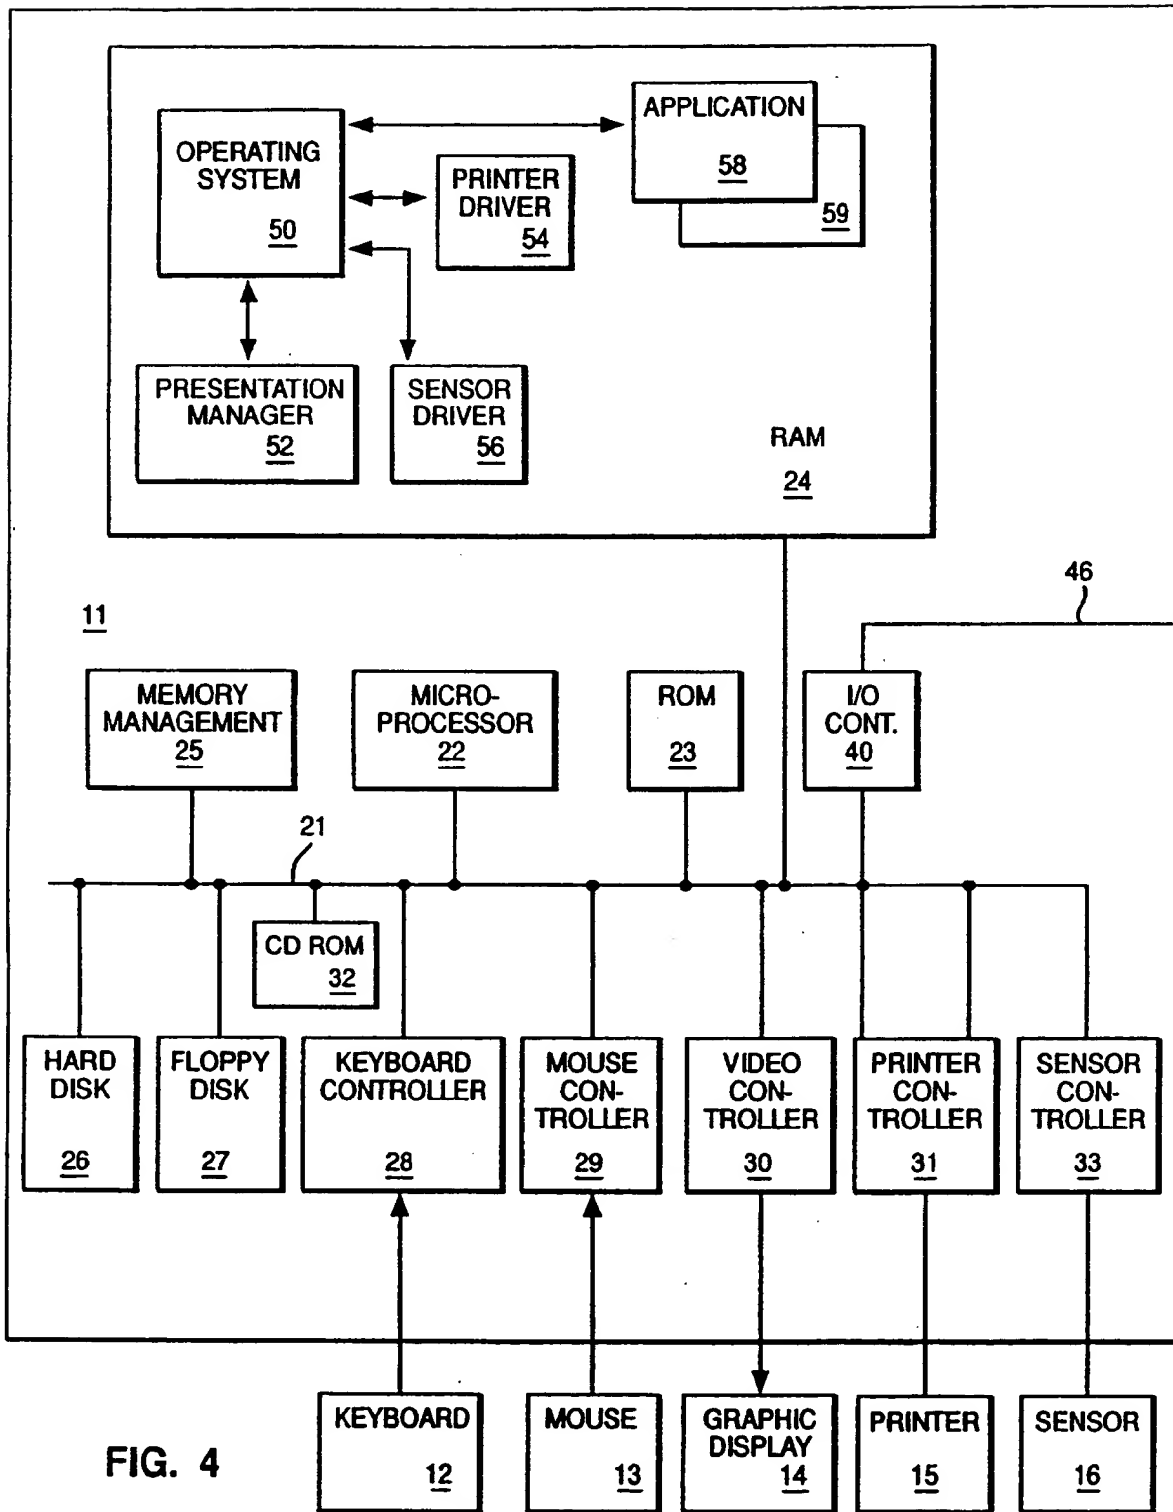 APPLICATION
58
59
OPERATING
SYSTEM
50
PRINTER
DRIVER
54
PRESENTATION
MANAGER
52
SENSOR
DRIVER
56
RAM
24
46
11
MEMORY
MANAGEMENT
25
MICRO-
PROCESSOR
22
ROM
23
I/O
CONT.
40
21
CD ROM
32
HARD
DISK
26
FLOPPY
DISK
27
KEYBOARD
CONTROLLER
28
MOUSE
CON-
TROLLER
29
VIDEO
CON-
TROLLER
30
PRINTER
CON-
TROLLER
31
SENSOR
CON-
TROLLER
33
KEYBOARD
12
MOUSE
13
GRAPHIC
DISPLAY
14
PRINTER
15
SENSOR
16
FIG. 4